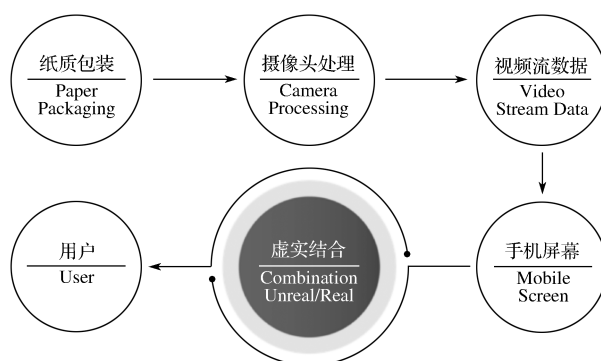 纸质包装
Paper
Packaging
摄像头处理
Camera
Processing
视频流数据
Video
Stream Data
用户
User
虚实结合
Combination
Unreal/Real
手机屏幕
Mobile
Screen